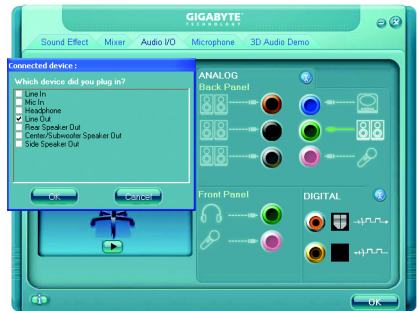 GIGABYTE
TECHNOLOGY
Sound Effect
Mixer
Audio I/O
Microphone
3D Audio Demo
Connected device :
Which device did you plug in?
Line In
Mic In
Headphone
Line Out
Rear Speaker Out
Center/Subwoofer Speaker Out
Side Speaker Out
OK
Cancel
ANALOG
Back Panel
Front Panel
DIGITAL
OK